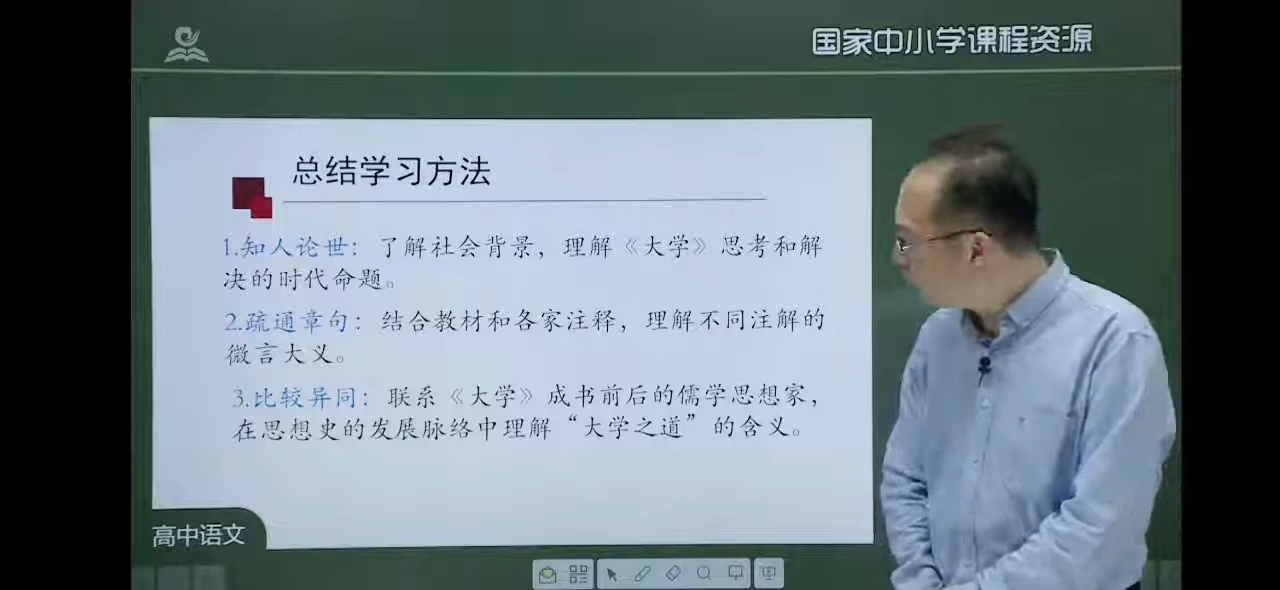 国家中小学课程资源
总结学习方法
1.知人论世：了解社会背景，理解《大学》思考和解
决的时代命题。
2.疏通章句：结合教材和各家注释，理解不同注解的
微言大义。
3.比较异同：联系《大学》成书前后的儒学思想家，
在思想史的发展脉络中理解“大学之道”的含义。
高中语文